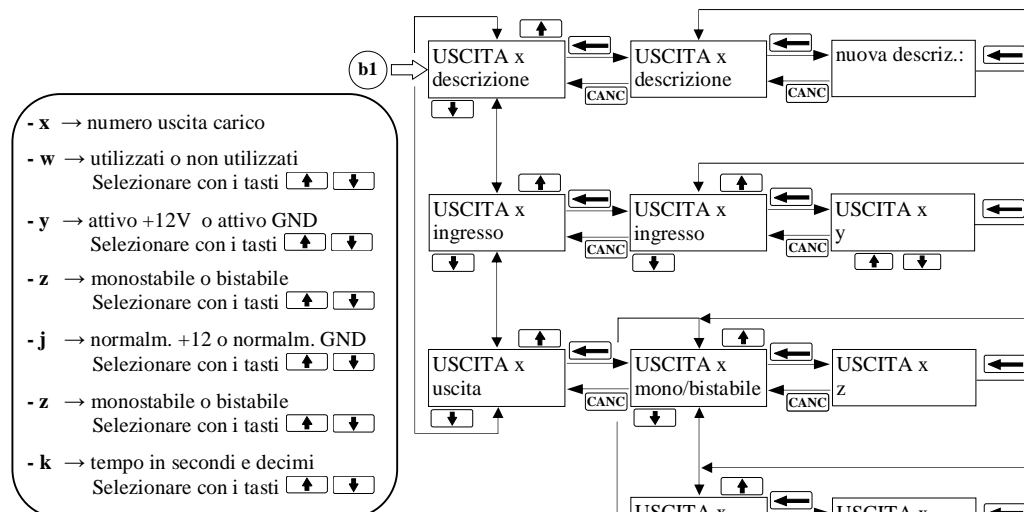 b1
USCITA x
descrizione
CANC
USCITA x
descrizione
CANC
nuova descriz.:
- x → numero uscita carico
- w → utilizzati o non utilizzati
Selezionare con i tasti
- y → attivo +12V o attivo GND
Selezionare con i tasti
- z → monostabile o bistabile
Selezionare con i tasti
- j → normalm. +12 o normalm. GND
Selezionare con i tasti
- z → monostabile o bistabile
Selezionare con i tasti
- k → tempo in secondi e decimi
Selezionare con i tasti
USCITA x
ingresso
CANC
USCITA x
ingresso
CANC
USCITA x
y
USCITA x
uscita
CANC
USCITA x
mono/bistabile
CANC
USCITA x
z
USCITA x
USCITA x